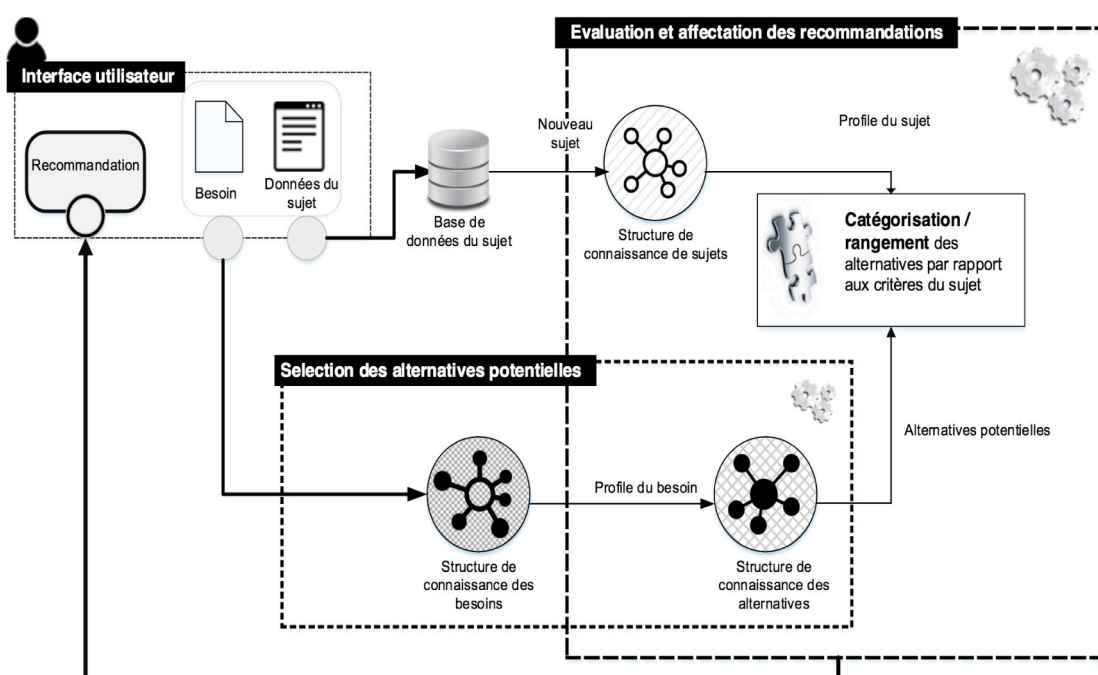 Evaluation et affectation des recommandations
Interface utilisateur
Recommandation
Besoin
Données du
sujet
Base de
données du sujet
Nouveau
sujet
Structure de
connaissance de sujets
Profile du sujet
Catégorisation /
rangement des
alternatives par rapport
aux critères du sujet
Selection des alternatives potentielles
Alternatives potentielles
Profile du besoin
Structure de
connaissance des
besoins
Structure de
connaissance des
alternatives